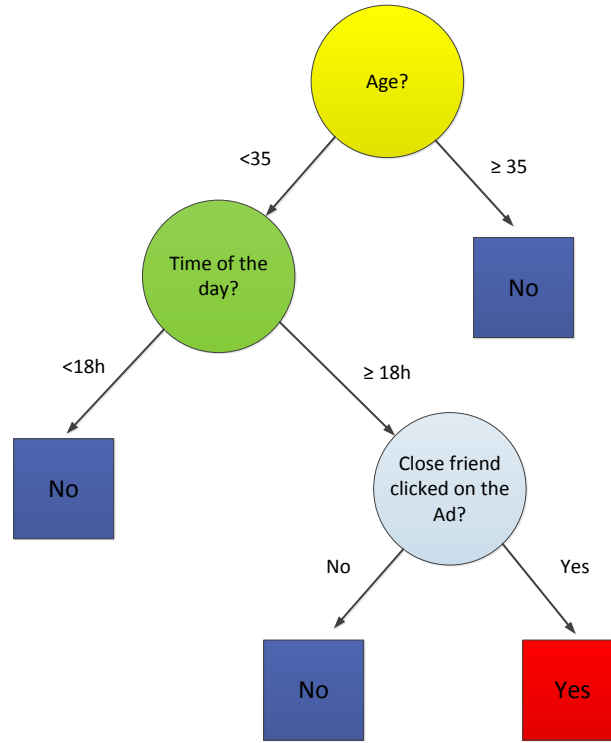 Age?
<35
≥ 35
Time of the
day?
No
<18h
≥ 18h
No
Close friend
clicked on the
Ad?
No
Yes
No
Yes